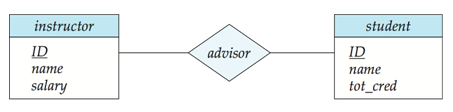 instructor
ID
name
salary
advisor
student
ID
name
tot_cred